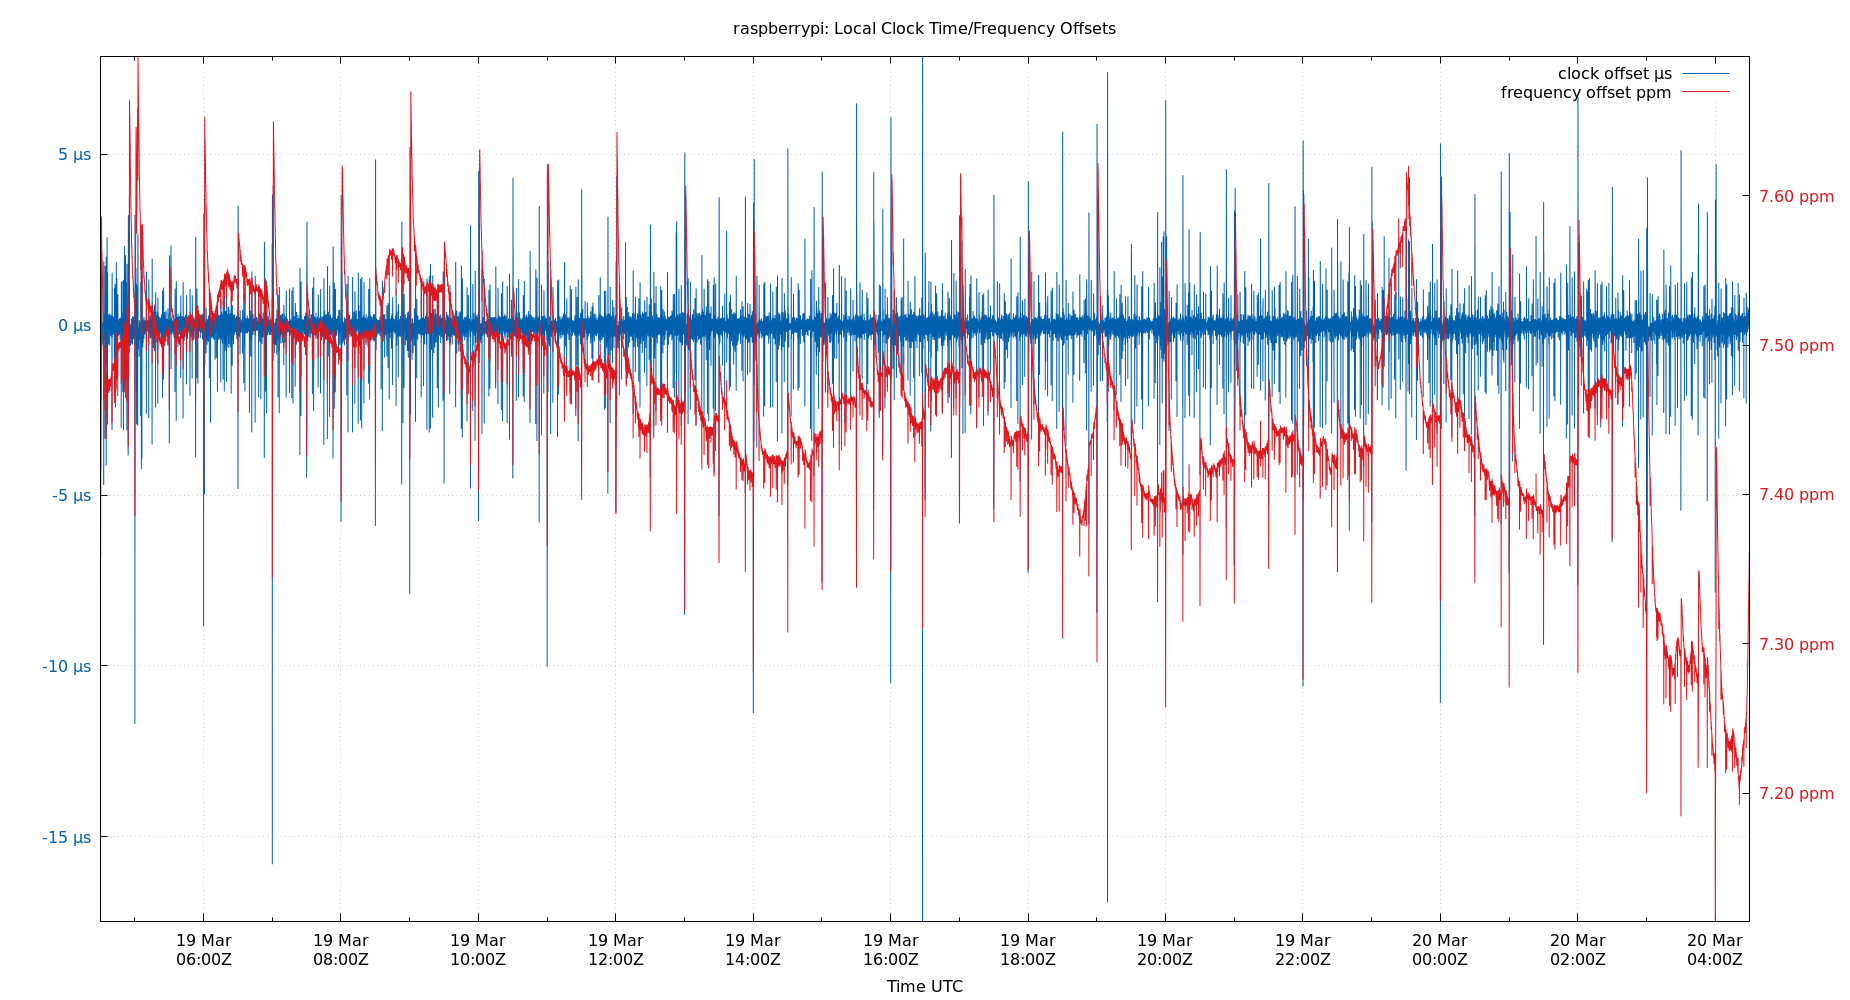 raspberrypi: Local Clock Time/Frequency Offsets
clock offset µs
frequency offset ppm
5 µs
0 µs
-5 µs
-10 µs
-15 µs
7.60 ppm
7.50 ppm
7.40 ppm
7.30 ppm
7.20 ppm
19 Mar 19 Mar 19 Mar 19 Mar 19 Mar 19 Mar 19 Mar 19 Mar 19 Mar 20 Mar 20 Mar 20 Mar
06:00Z 08:00Z 10:00Z 12:00Z 14:00Z 16:00Z 18:00Z 20:00Z 22:00Z 00:00Z 02:00Z 04:00Z
Time UTC